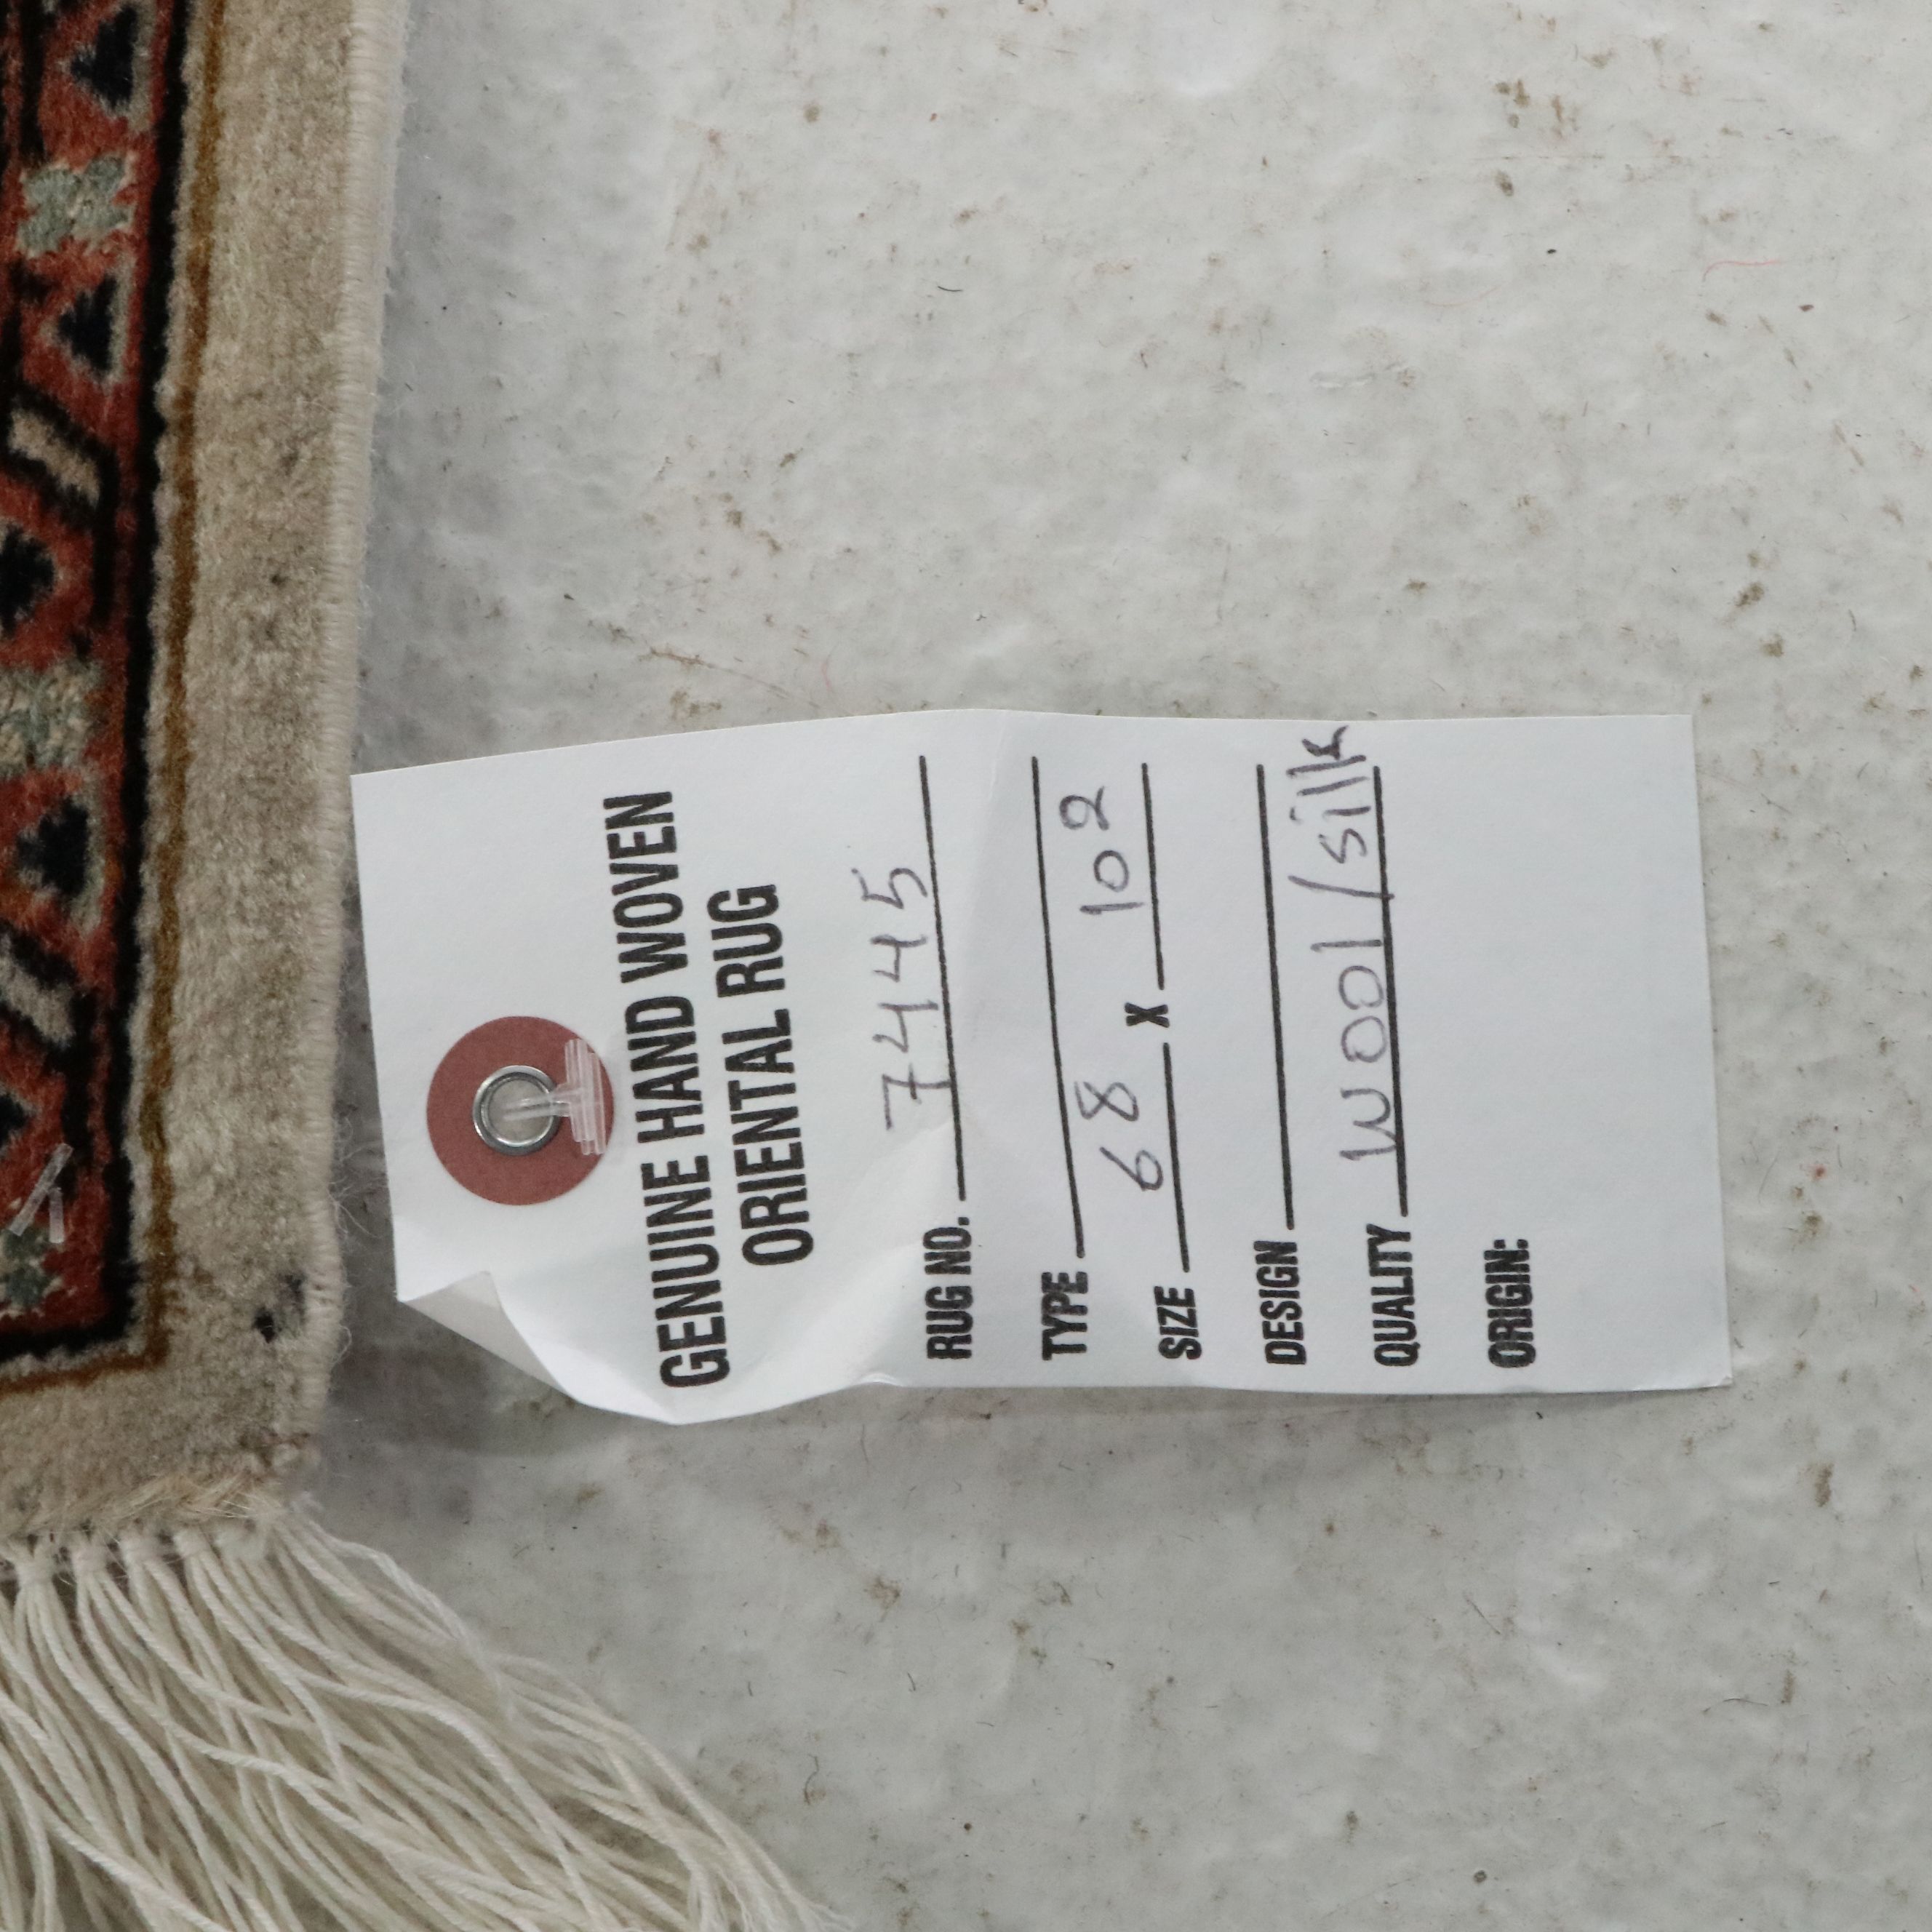 GENUINE HAND WOVEN
ORIENTAL RUG
RUG NO. 7445
TYPE
SIZE 68 X 102
DESIGN
QUALITY wool/silk
ORIGIN: